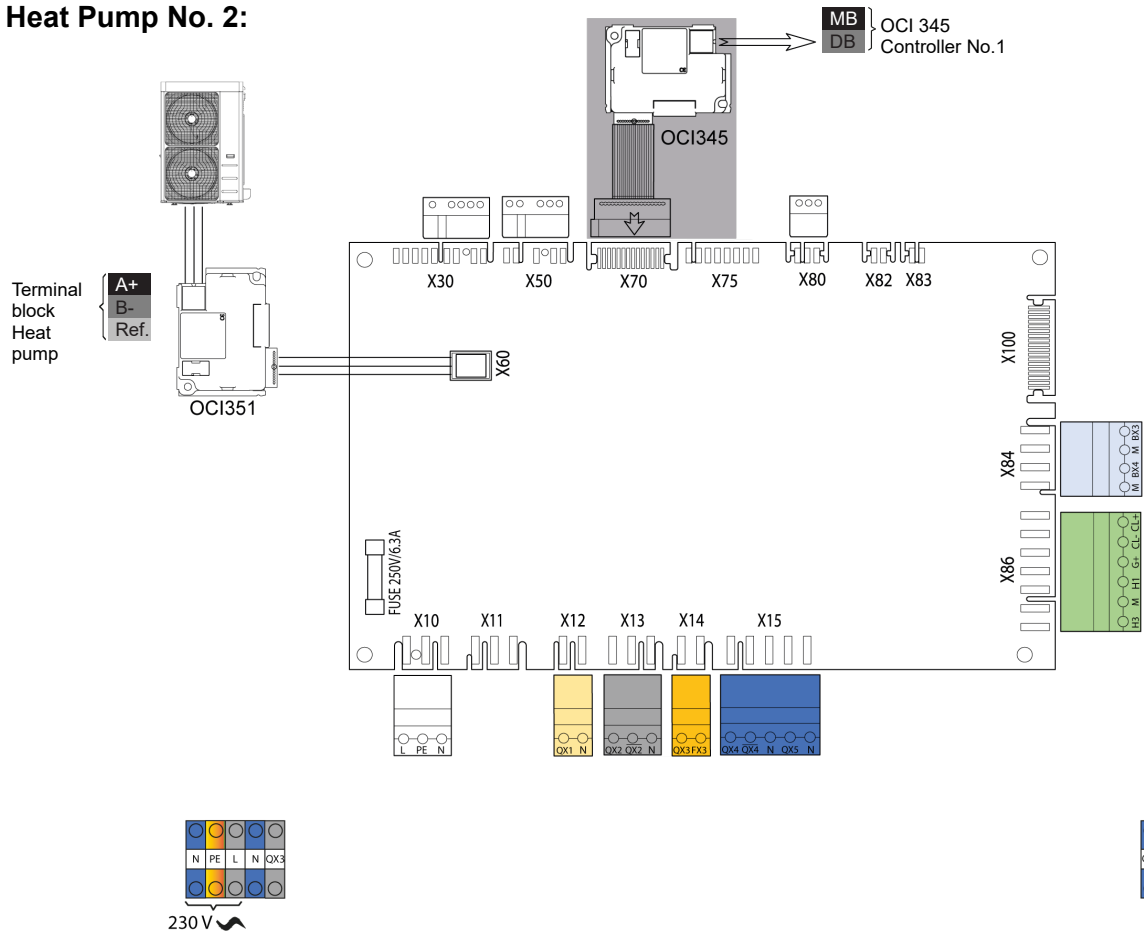 Heat Pump No. 2:
MB
DB
OCI 345
Controller No.1
OCI345
A+
B-
Ref.
Terminal
block
Heat
pump
OCI351
X30 X50 X70 X75 X80 X82 X83
X60
X100
X84
BX3
M
BX4
M
X86
CL+
CL-
G+
H1
M
H3
FUSE 250V/6.3A
X10 X11 X12 X13 X14 X15
L PE N
QX1 N
QX2 QX2 N
QX3 FX3
QX4 QX4 N QX5 N
N PE L N QX3
230 V